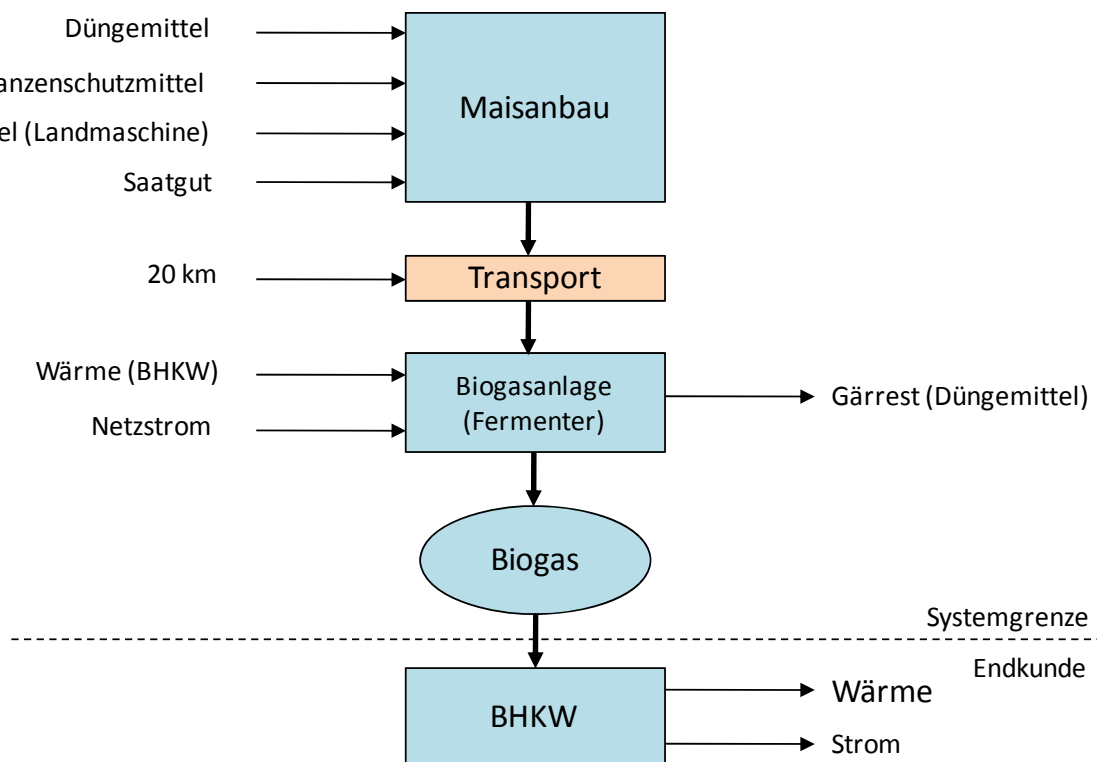 Düngemittel
anzenschutzmittel
el (Landmaschine)
Saatgut
Maisanbau
20 km
Transport
Wärme (BHKW)
Netzstrom
Biogasanlage
(Fermenter)
Gärrest (Düngemittel)
Biogas
Systemgrenze
Endkunde
BHKW
Wärme
Strom